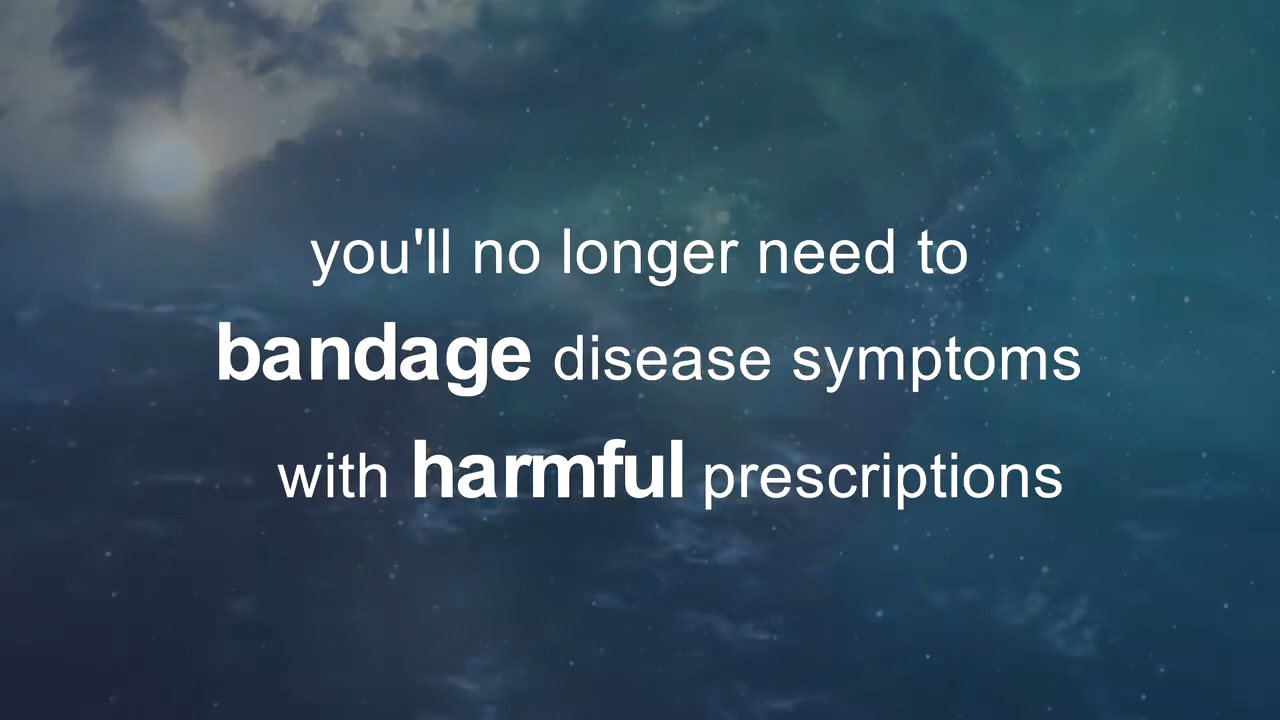 you'll no longer need to
bandage disease symptoms
with harmful prescriptions